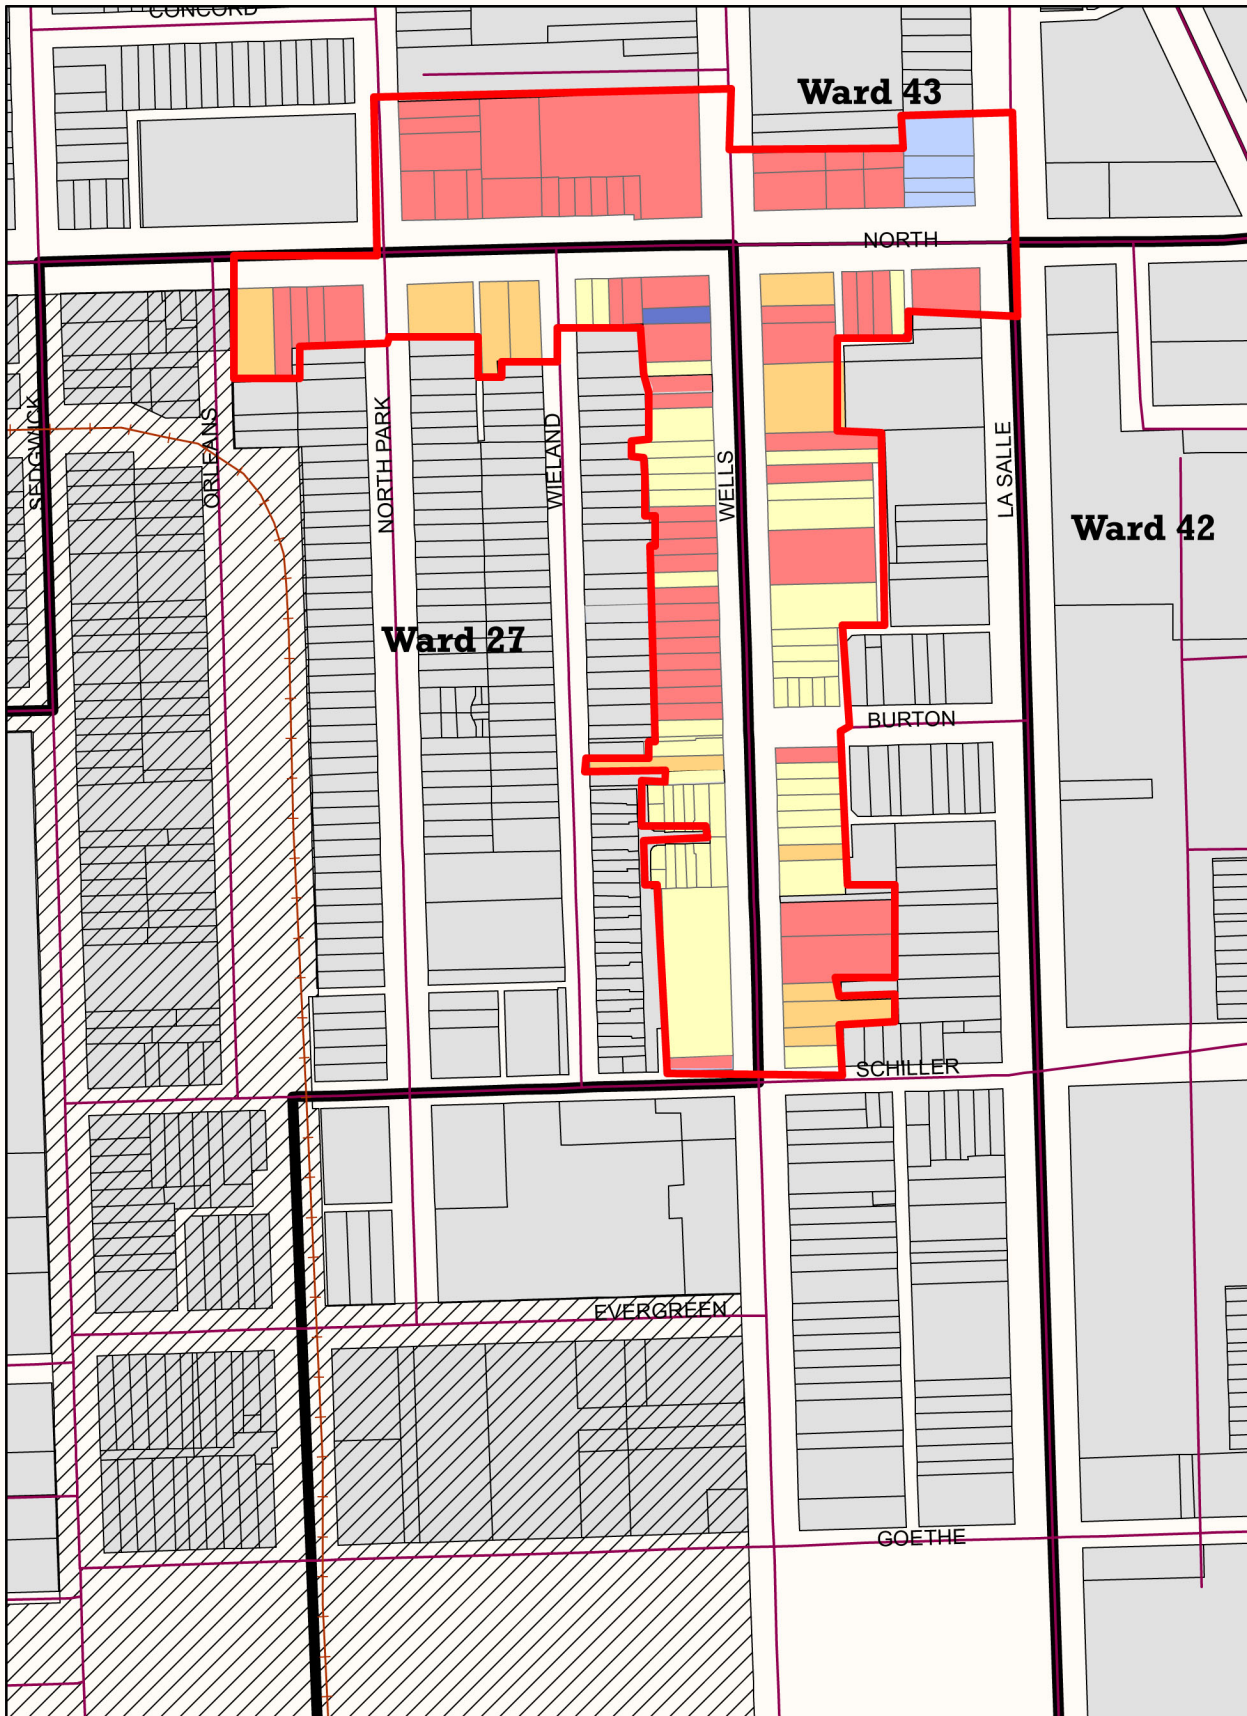 CONCORD
Ward 43
NORTH
SEDGWICK
ORLEANS
NORTH PARK
WIELAND
WELLS
LA SALLE
Ward 42
Ward 27
BURTON
SCHILLER
EVERGREEN
GOETHE